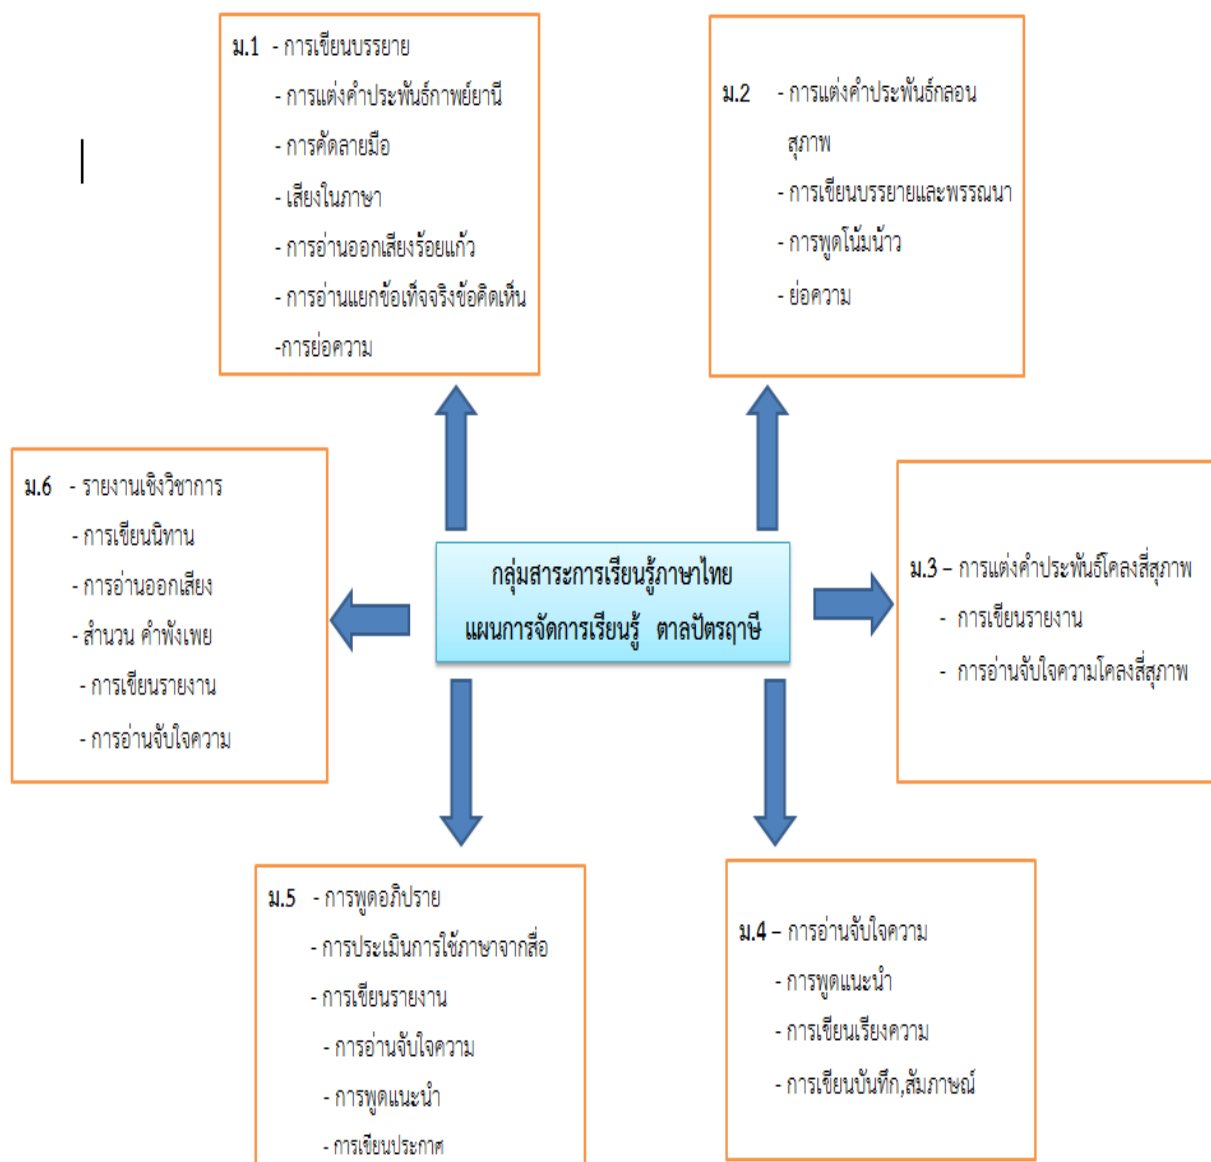 ม.1 - การเขียนบรรยาย
- การแต่งคำประพันธ์กาพย์ยานี
- การคัดลายมือ
- เสียงในภาษา
- การอ่านออกเสียงร้อยแก้ว
- การอ่านแยกข้อเท็จจริงข้อคิดเห็น
-การย่อความ
ม.2 - การแต่งคำประพันธ์กลอน
สุภาพ
- การเขียนบรรยายและพรรณนา
- การพูดโน้มน้าว
- ย่อความ
ม.6 - รายงานเชิงวิชาการ
- การเขียนนิทาน
- การอ่านออกเสียง
- สำนวน คำพังเพย
- การเขียนรายงาน
- การอ่านจับใจความ
กลุ่มสาระการเรียนรู้ภาษาไทย
แผนการจัดการเรียนรู้ ตาลปัตรฤาษี
ม.3 – การแต่งคำประพันธ์โคลงสี่สุภาพ
- การเขียนรายงาน
- การอ่านจับใจความโคลงสี่สุภาพ
ม.5 - การพูดอภิปราย
- การประเมินการใช้ภาษาจากสื่อ
- การเขียนรายงาน
- การอ่านจับใจความ
- การพูดแนะนำ
- การเขียนประกาศ
ม.4 – การอ่านจับใจความ
- การพูดแนะนำ
- การเขียนเรียงความ
- การเขียนบันทึก,สัมภาษณ์